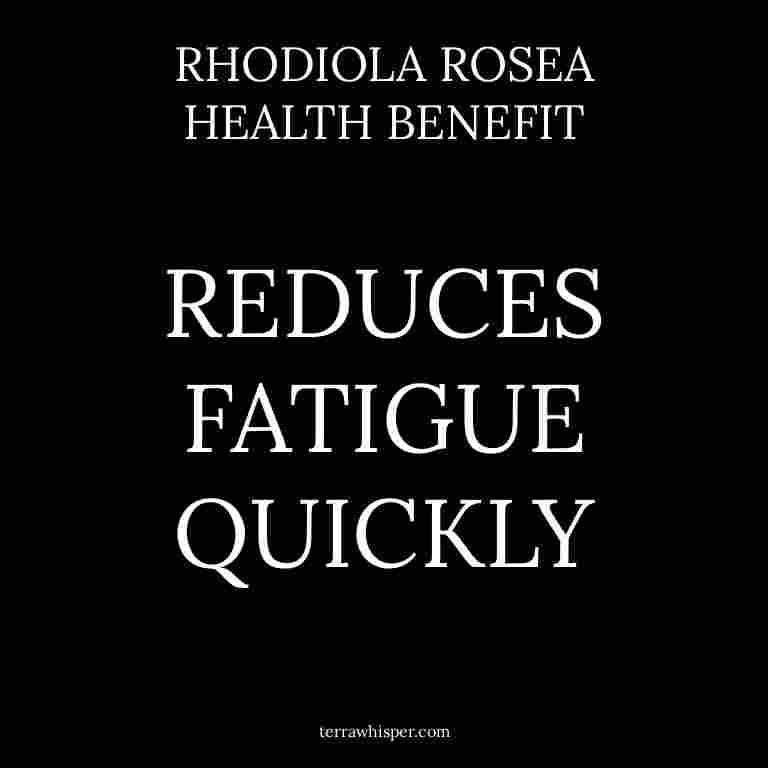 RHODIOLA ROSEA
HEALTH BENEFIT
REDUCES
FATIGUE
QUICKLY
terrawhisper.com